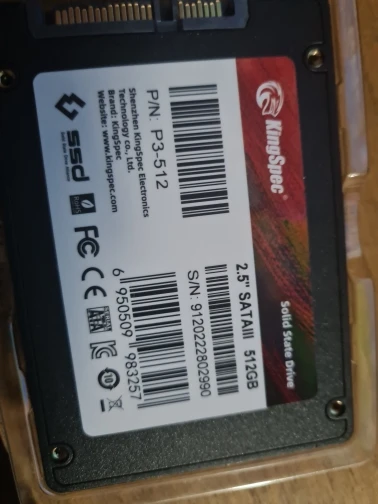 KingSpec®
Solid State Drive
2.5" SATAIII 512GB
P/N: P3-512
S/N: 9120222802990
Shenzhen KingSpec Electronics
Technology co., Ltd.
Brand: KingSpec
Website: www.kingspec.com
6 950509 983257
ssd
FC CE SATA 10